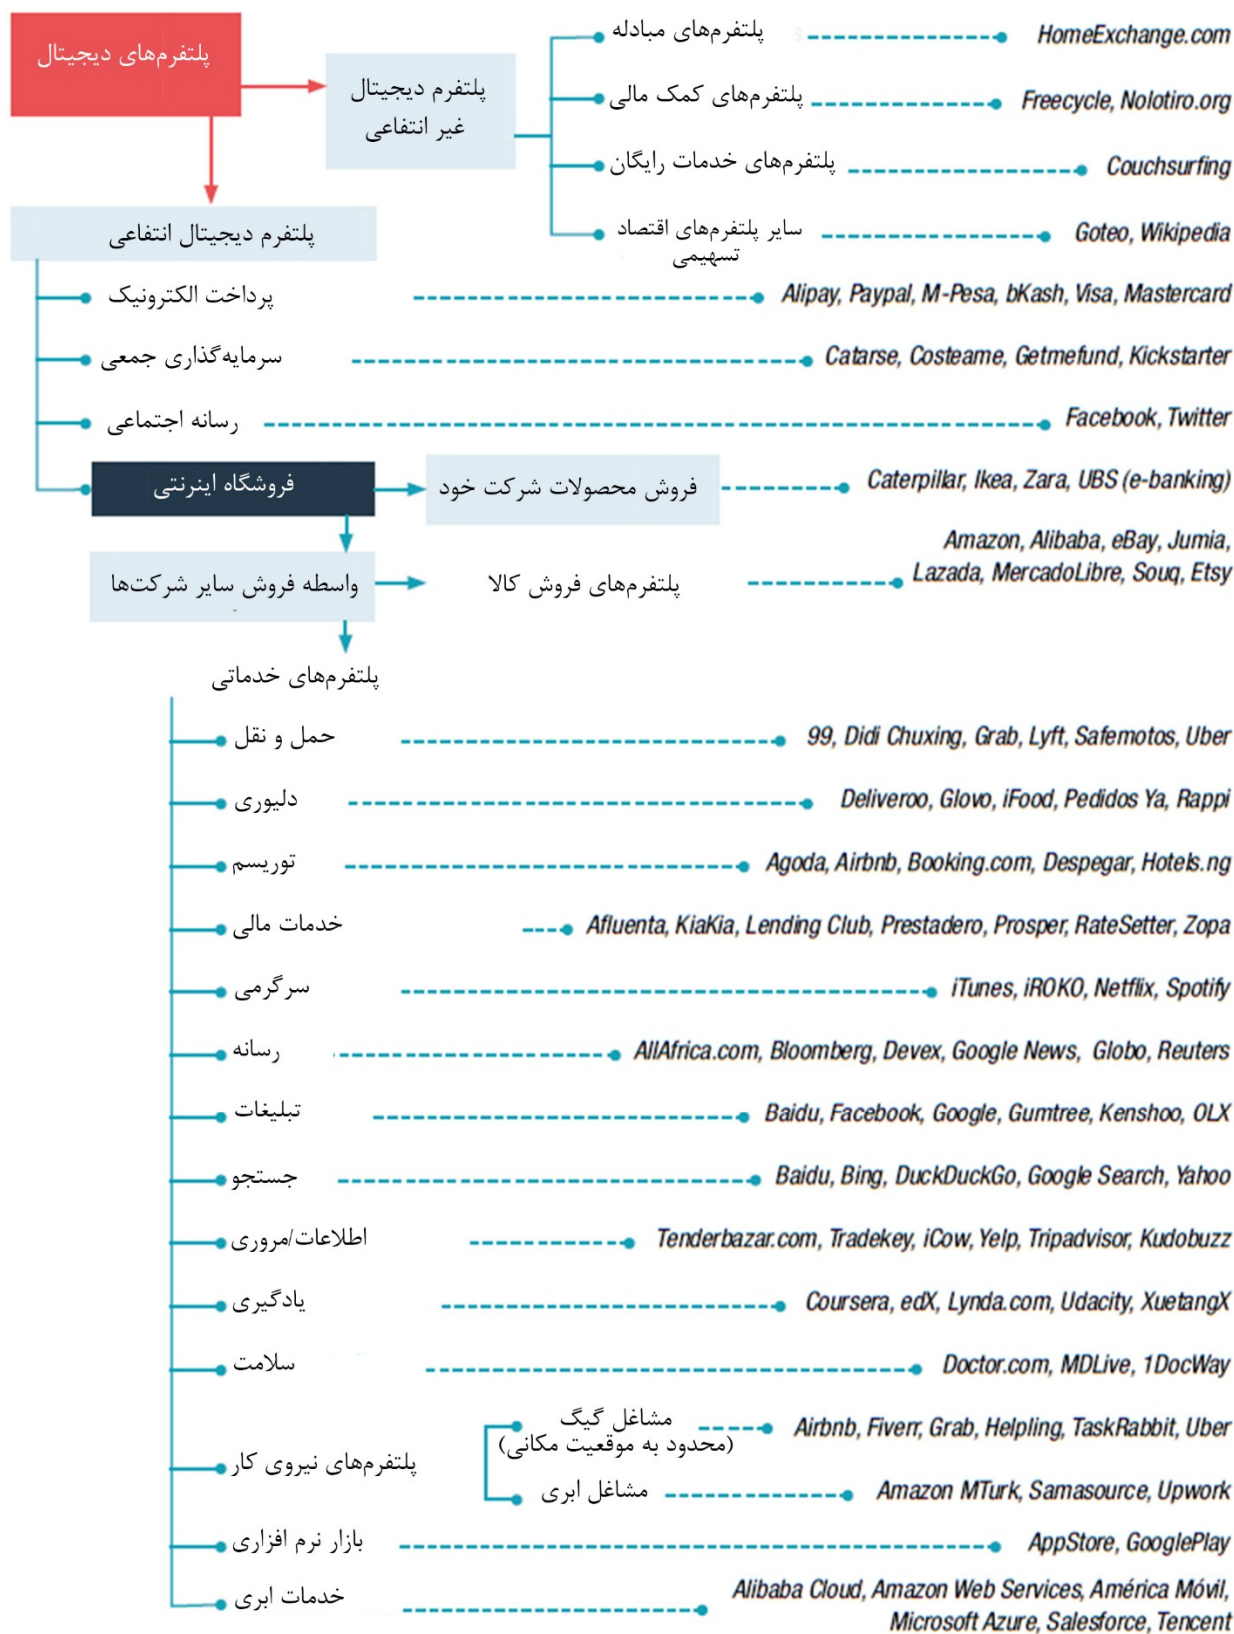 پلتفرم‌های دیجیتال
پلتفرم دیجیتال
غیر انتفاعی
پلتفرم‌های مبادله
HomeExchange.com
پلتفرم‌های کمک مالی
Freecycle, Nolotiro.org
پلتفرم‌های خدمات رایگان
Couchsurfing
سایر پلتفرم‌های اقتصاد
تسهیمی
Goteo, Wikipedia
پلتفرم دیجیتال انتفاعی
پرداخت الکترونیک
Alipay, Paypal, M-Pesa, bKash, Visa, Mastercard
سرمایه‌گذاری جمعی
Catarse, Costeame, Getmefund, Kickstarter
رسانه اجتماعی
Facebook, Twitter
فروشگاه اینرنتی
فروش محصولات شرکت خود
Caterpillar, Ikea, Zara, UBS (e-banking)
واسطه فروش سایر شرکت‌ها
پلتفرم‌های فروش کالا
Amazon, Alibaba, eBay, Jumia,
Lazada, MercadoLibre, Souq, Etsy
پلتفرم‌های خدماتی
حمل و نقل
99, Didi Chuxing, Grab, Lyft, Safemotos, Uber
دلیوری
Deliveroo, Glovo, iFood, Pedidos Ya, Rappi
توریسم
Agoda, Airbnb, Booking.com, Despegar, Hotels.ng
خدمات مالی
Afluenta, KiaKia, Lending Club, Prestadero, Prosper, RateSetter, Zopa
سرگرمی
iTunes, iROKO, Netflix, Spotify
رسانه
AllAfrica.com, Bloomberg, Devex, Google News, Globo, Reuters
تبلیغات
Baidu, Facebook, Google, Gumtree, Kenshoo, OLX
جستجو
Baidu, Bing, DuckDuckGo, Google Search, Yahoo
اطلاعات/مروری
Tenderbazar.com, Tradekey, iCow, Yelp, Tripadvisor, Kudobuzz
یادگیری
Coursera, edX, Lynda.com, Udacity, XuetangX
سلامت
Doctor.com, MDLive, 1DocWay
پلتفرم‌های نیروی کار
مشاغل گیگ
(محدود به موقعیت مکانی)
Airbnb, Fiverr, Grab, Helpling, TaskRabbit, Uber
مشاغل ابری
Amazon MTurk, Samasource, Upwork
بازار نرم افزاری
AppStore, GooglePlay
خدمات ابری
Alibaba Cloud, Amazon Web Services, América Móvil,
Microsoft Azure, Salesforce, Tencent